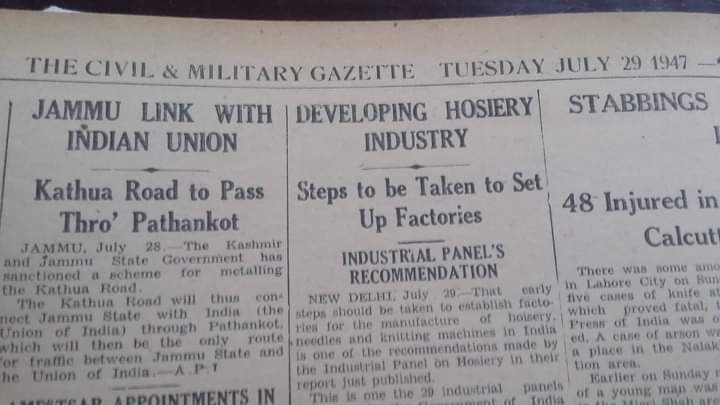 THE CIVIL & MILITARY GAZETTE TUESDAY JULY 29 1947 —
JAMMU LINK WITH
INDIAN UNION
Kathua Road to Pass
Thro' Pathankot
JAMMU, July 28.—The Kashmir
and Jammu State Government has
sanctioned a scheme for metalling
the Kathua Road.
The Kathua Road will thus con-
nect Jammu State with India (the
Union of India) through Pathankot,
which will then be the only route
for traffic between Jammu State and
the Union of India.—A.P.I
APPOINTMENTS IN
DEVELOPING HOSIERY
INDUSTRY
Steps to be Taken to Set
Up Factories
INDUSTRIAL PANEL'S
RECOMMENDATION
NEW DELHI, July 29.—That early
steps should be taken to establish facto-
ries for the manufacture of hosiery,
needles and knitting machines in India
is one of the recommendations made by
the Industrial Panel on Hosiery in their
report just published.
This is one the 29 industrial panels
Government of India
STABBINGS
48 Injured in
Calcut
There was some
in Lahore City on Sun
five cases of knife
which proved fatal,
Press of India was
ed. A case of arson
a place in the
tion area.
Earlier on Sunday
of a young man was
in the Misri Shah